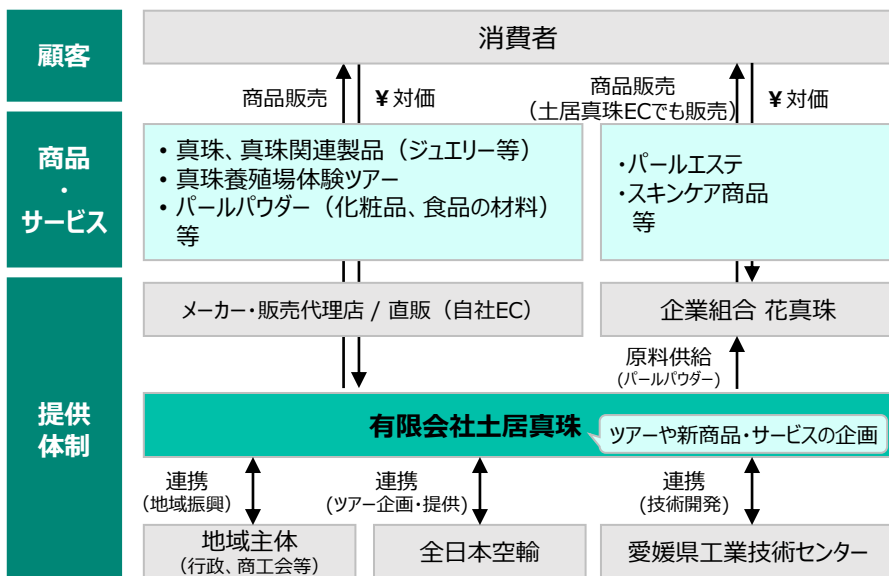 顧客
消費者
商品販売
¥ 対価
商品販売
(土居真珠ECでも販売)
¥ 対価
商品
・
サービス
・真珠、真珠関連製品（ジュエリー等）
・真珠養殖場体験ツアー
・パールパウダー（化粧品、食品の材料）
等
・パールエステ
・スキンケア商品
等
提供
体制
メーカー・販売代理店 / 直販（自社EC）
企業組合 花真珠
原料供給
(パールパウダー)
有限会社土居真珠
ツアーや新商品・サービスの企画
連携
(地域振興)
連携
(ツアー企画・提供)
連携
(技術開発)
地域主体
(行政、商工会等)
全日本空輸
愛媛県工業技術センター